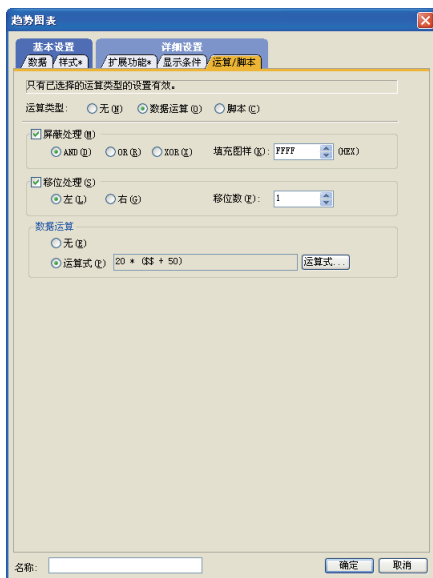 趋势图表
基本设置 详细设置
数据 样式* 扩展功能* 显示条件 运算/脚本
只有已选择的运算类型的设置有效。
运算类型: 无(N) 数据运算(O) 脚本(C)
屏蔽处理(M)
AND(D) OR(R) XOR(X) 填充图样(K): FFFF (HEX)
移位处理(S)
左(L) 右(G) 移位数(F): 1
数据运算
无(E)
运算式(P) 20 * ($$ + 50) 运算式...
名称: 确定 取消